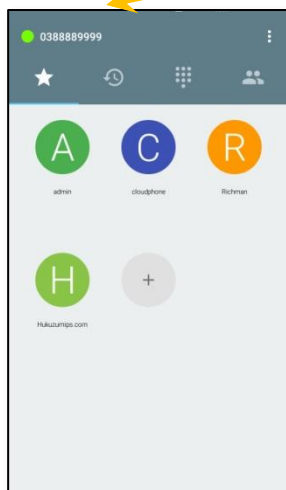 0388889999
A
C
R
admin
cloudphone
Richman
H
+
Hukuzumips.com